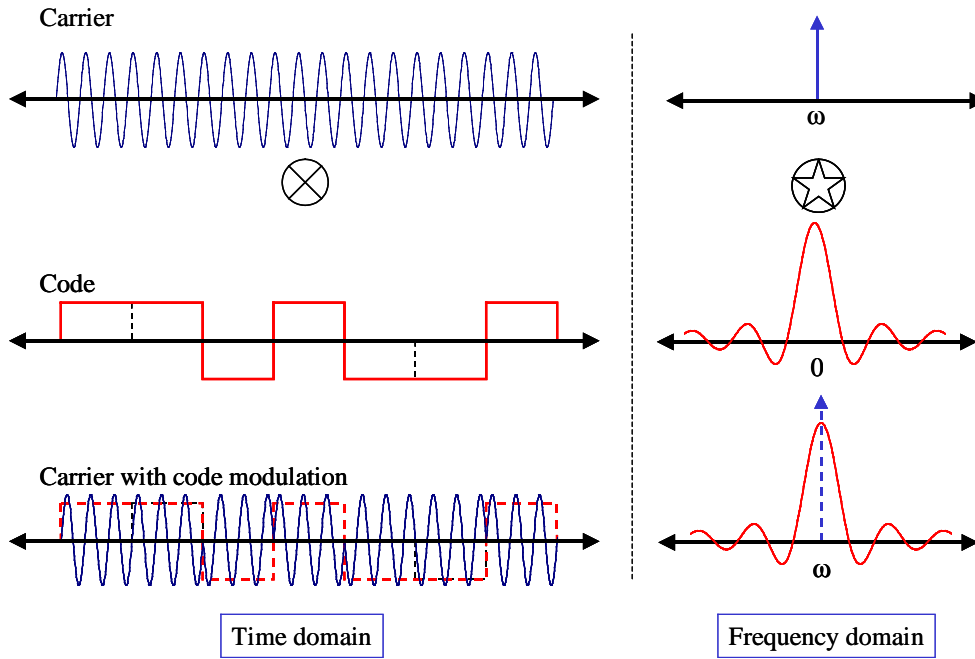 Carrier
ω
Code
0
Carrier with code modulation
ω
Time domain
Frequency domain